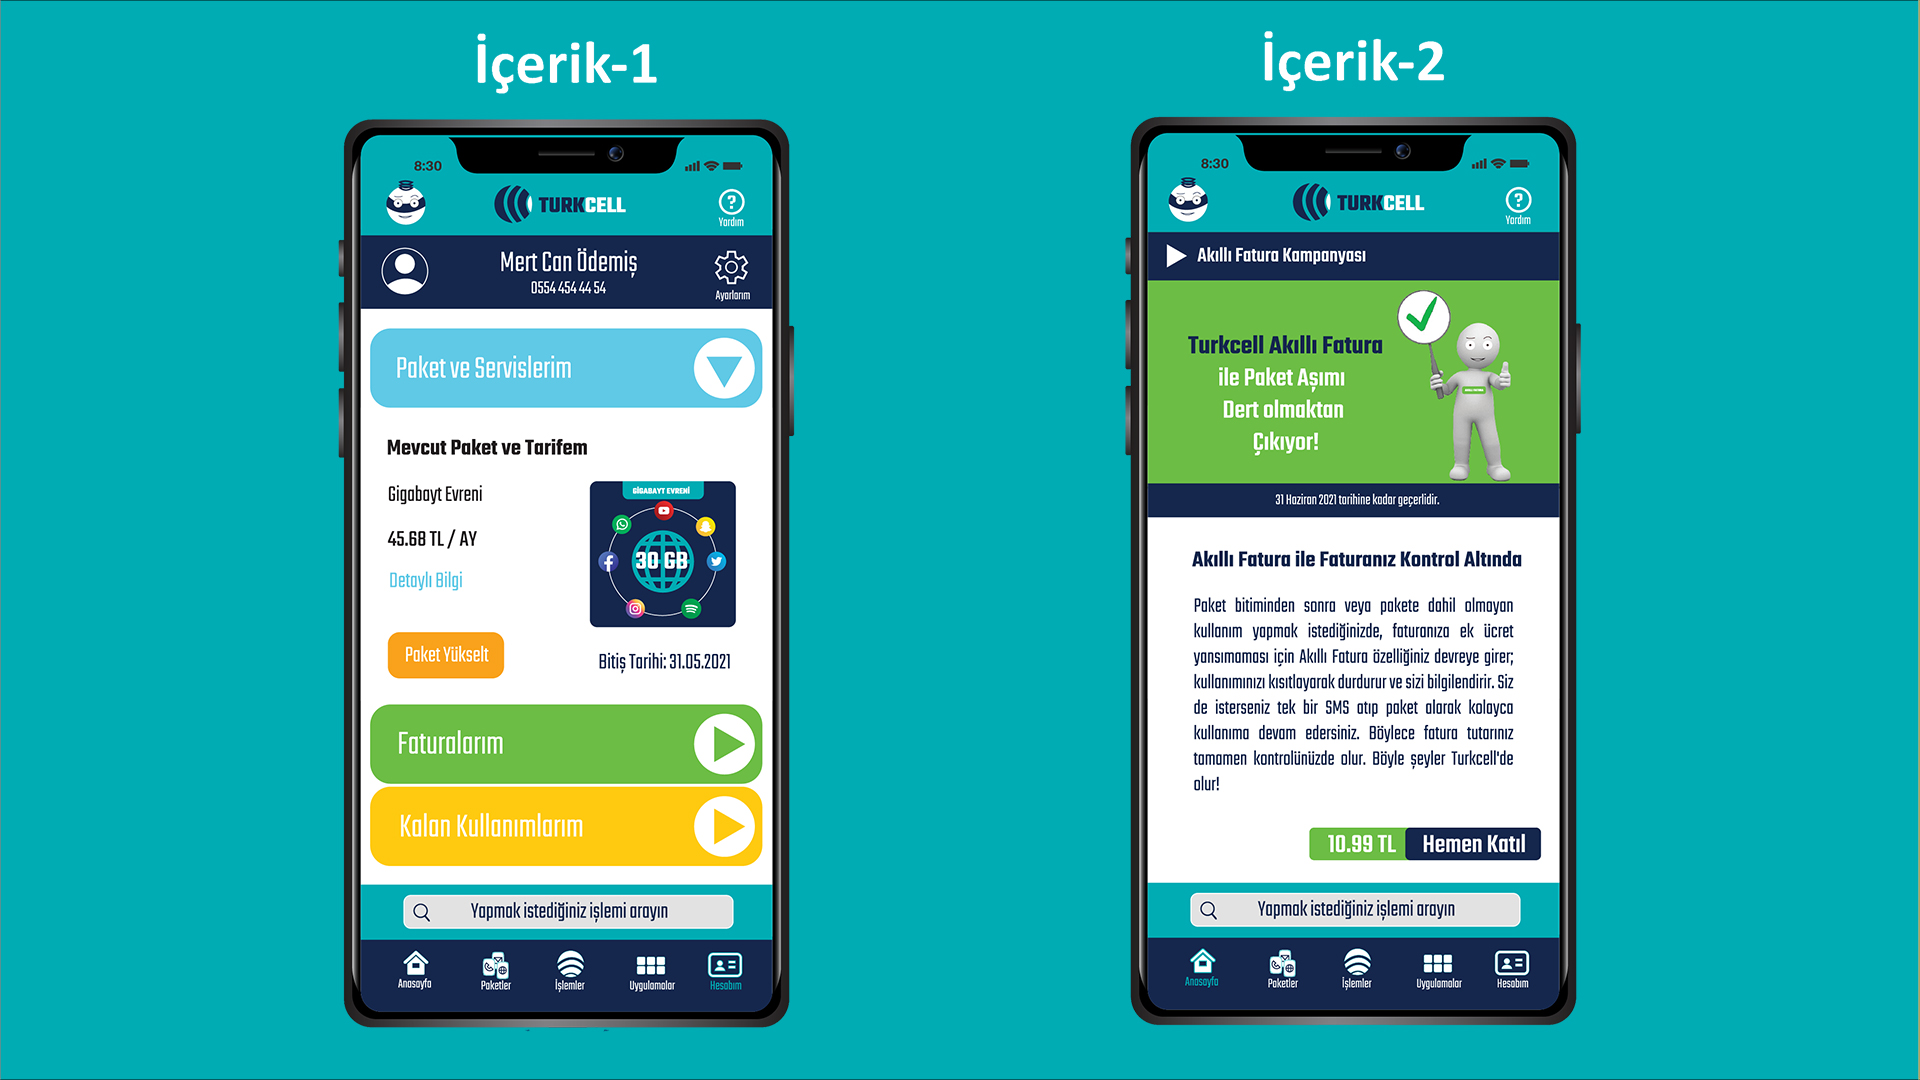 İçerik-1
8:30
TURKCELL
Yardım
Mert Can Ödemiş
0554 454 44 54
Ayarlarım
Paket ve Servislerim
Mevcut Paket ve Tarifem
Gigabayt Evreni
45.68 TL / AY
Detaylı Bilgi
Paket Yükselt
GİGABAYT EVRENİ
30 GB
Bitiş Tarihi: 31.05.2021
Faturalarım
Kalan Kullanımlarım
Yapmak istediğiniz işlemi arayın
Anasayfa
Paketler
İşlemler
Uygulamalar
Hesabım
İçerik-2
8:30
TURKCELL
Yardım
Akıllı Fatura Kampanyası
Turkcell Akıllı Fatura
ile Paket Aşımı
Dert olmaktan
Çıkıyor!
31 Haziran 2021 tarihine kadar geçerlidir.
Akıllı Fatura ile Faturanız Kontrol Altında
Paket bitiminden sonra veya pakete dahil olmayan
kullanım yapmak istediğinizde, faturanıza ek ücret
yansımaması için Akıllı Fatura özelliğiniz devreye girer;
kullanımınızı kısıtlayarak durdurur ve sizi bilgilendirir. Siz
de isterseniz tek bir SMS atıp paket alarak kolayca
kullanıma devam edersiniz. Böylece fatura tutarınız
tamamen kontrolünüzde olur. Böyle şeyler Turkcell'de
olur!
10.99 TL
Hemen Katıl
Yapmak istediğiniz işlemi arayın
Anasayfa
Paketler
İşlemler
Uygulamalar
Hesabım